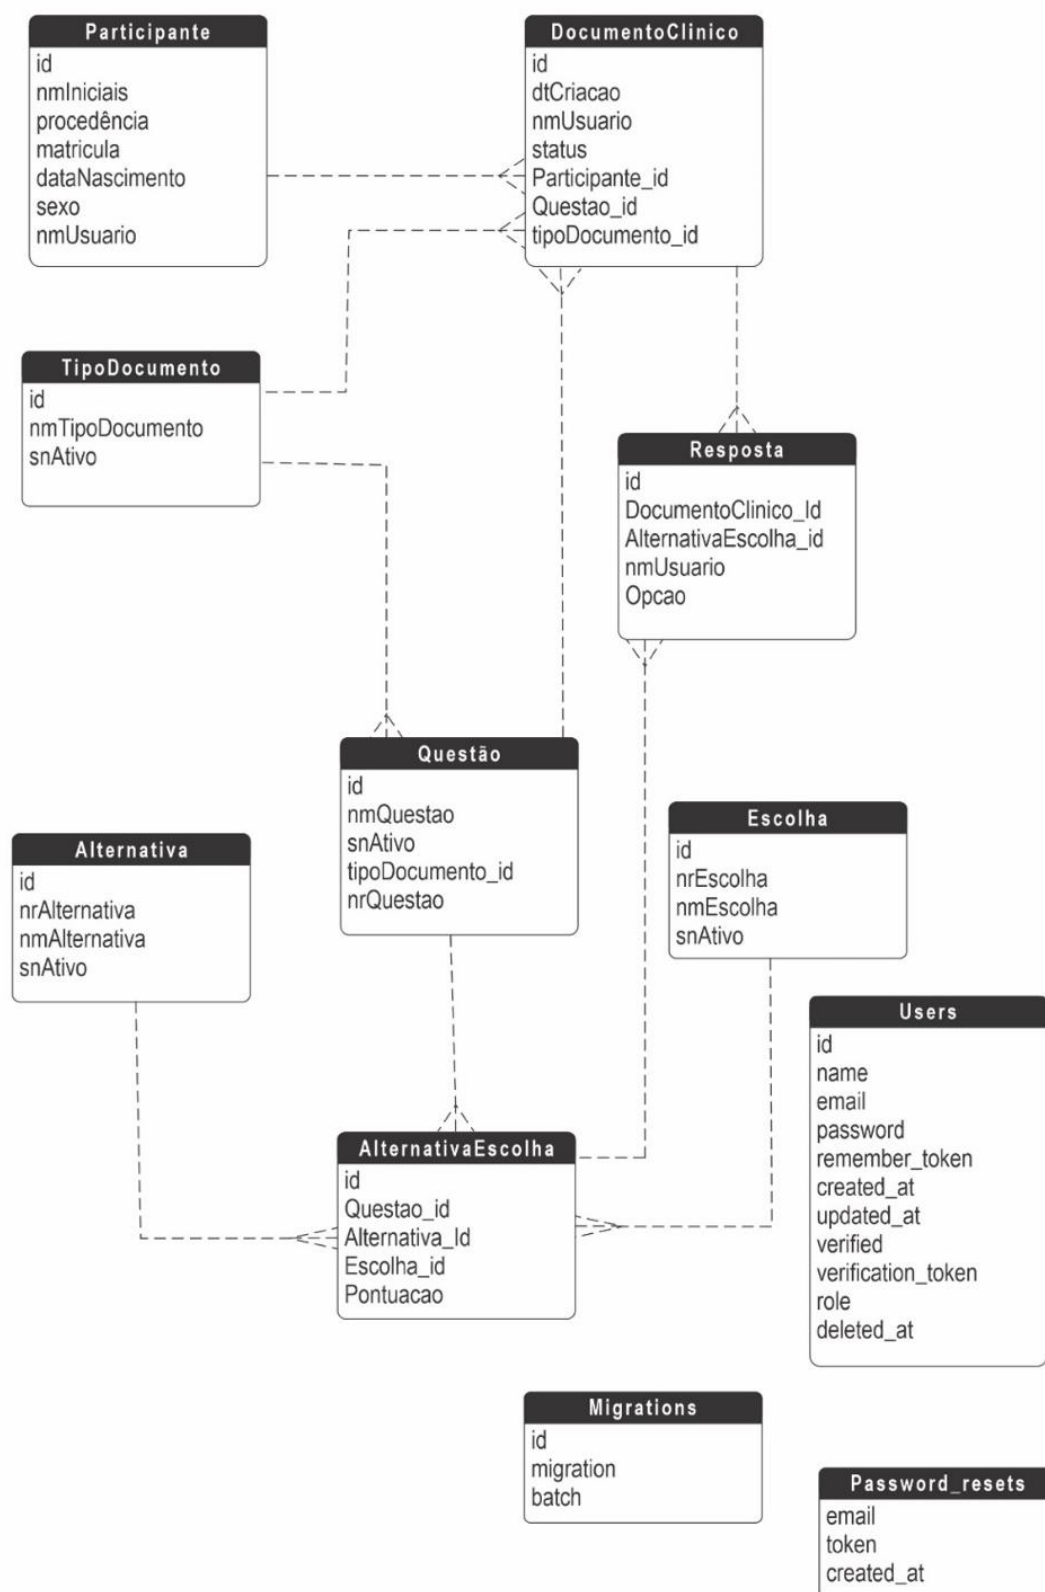 Participante
id
nmIniciais
procedência
matricula
dataNascimento
sexo
nmUsuario
DocumentoClinico
id
dtCriacao
nmUsuario
status
Participante_id
Questao_id
tipoDocumento_id
TipoDocumento
id
nmTipoDocumento
snAtivo
Resposta
id
DocumentoClinico_Id
AlternativaEscolha_id
nmUsuario
Opcao
Questão
id
nmQuestao
snAtivo
tipoDocumento_id
nrQuestao
Escolha
id
nrEscolha
nmEscolha
snAtivo
Alternativa
id
nrAlternativa
nmAlternativa
snAtivo
Users
id
name
email
password
remember_token
created_at
updated_at
verified
verification_token
role
deleted_at
AlternativaEscolha
id
Questao_id
Alternativa_Id
Escolha_id
Pontuacao
Migrations
id
migration
batch
Password_resets
email
token
created_at